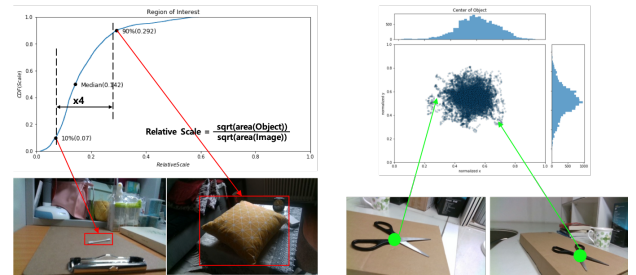 Region of Interest
1.0
0.8
0.6
0.4
0.2
0.0
CDF(Scale)
90%(0.292)
Median(0.142)
x4
10%(0.07)
Relative Scale = sqrt(area(Object))
sqrt(area(Image))
0.0 0.2 0.4 0.6 0.8 1.0
RelativeScale
Center of Object
500
0
1.0
0.8
0.6
0.4
0.2
0.0
normalized y
0.0 0.2 0.4 0.6 0.8 1.0
normalized x
0 500 1000